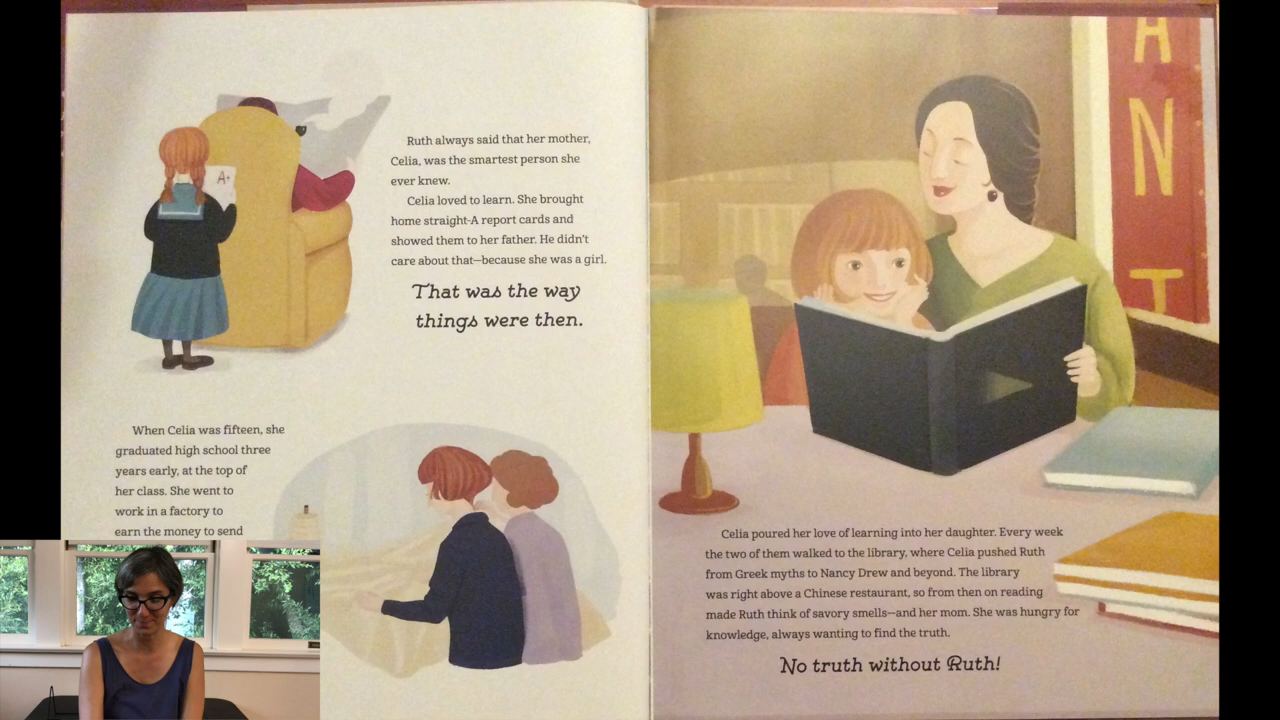 A+
Ruth always said that her mother,
Celia, was the smartest person she
ever knew.
Celia loved to learn. She brought
home straight-A report cards and
showed them to her father. He didn't
care about that—because she was a girl.
That was the way
things were then.
When Celia was fifteen, she
graduated high school three
years early, at the top of
her class. She went to
work in a factory to
earn the money to send
ANT
Celia poured her love of learning into her daughter. Every week
the two of them walked to the library, where Celia pushed Ruth
from Greek myths to Nancy Drew and beyond. The library
was right above a Chinese restaurant, so from then on reading
made Ruth think of savory smells—and her mom. She was hungry for
knowledge, always wanting to find the truth.
No truth without Ruth!